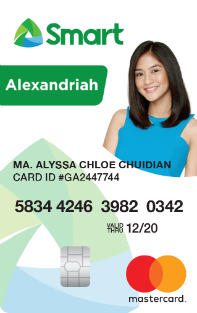 Smart
Alexandriah
MA. ALYSSA CHLOE CHUIDIAN
CARD ID #GA2447744
5834 4246 3982 0342
VALID THRU 12/20
mastercard.